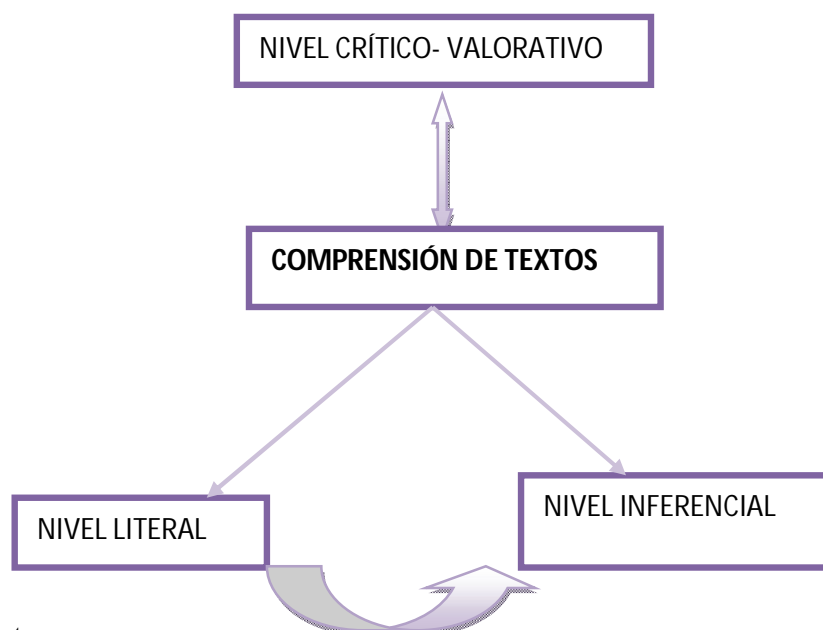 NIVEL CRÍTICO- VALORATIVO
COMPRENSIÓN DE TEXTOS
NIVEL LITERAL
NIVEL INFERENCIAL